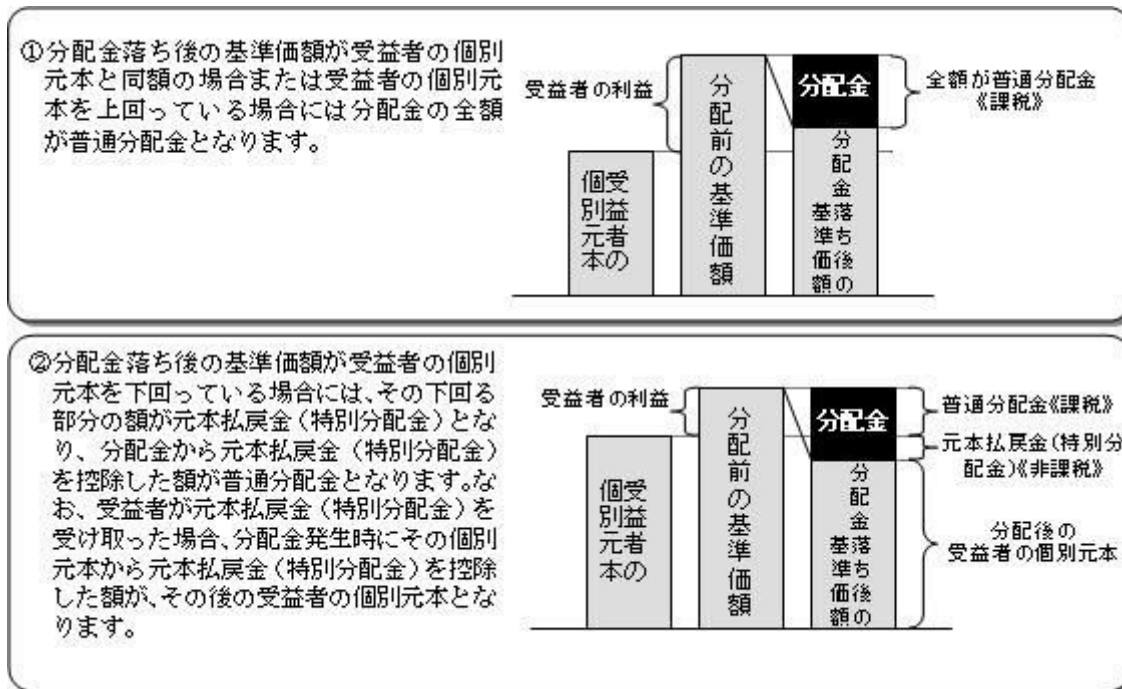 ①分配金落ち後の基準価額が受益者の個別
元本と同額の場合または受益者の個別元
本を上回っている場合には分配金の全額
が普通分配金となります。
受益者の利益
個別元本
受益者の
分配前の基準価額
分配金
基準価額
分配金落ち後の
全額が普通分配金
《課税》
②分配金落ち後の基準価額が受益者の個別
元本を下回っている場合には、その下回る
部分の額が元本払戻金（特別分配金）とな
り、分配金から元本払戻金（特別分配金）
を控除した額が普通分配金となります。な
お、受益者が元本払戻金（特別分配金）を
受け取った場合、分配金発生時にその個別
元本から元本払戻金（特別分配金）を控除
した額が、その後の受益者の個別元本とな
ります。
受益者の利益
個別元本
受益者の
分配前の基準価額
分配金
基準価額
分配金落ち後の
普通分配金《課税》
元本払戻金(特別分
配金)《非課税》
分配後の
受益者の個別元本